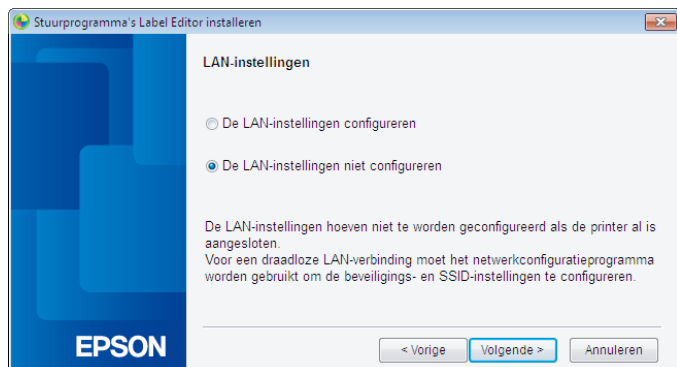 Stuurprogramma's Label Editor installeren
LAN-instellingen
De LAN-instellingen configureren
De LAN-instellingen niet configureren
De LAN-instellingen hoeven niet te worden geconfigureerd als de printer al is
aangesloten.
Voor een draadloze LAN-verbinding moet het netwerkconfiguratieprogramma
worden gebruikt om de beveiligings- en SSID-instellingen te configureren.
EPSON
< Vorige Volgende > Annuleren